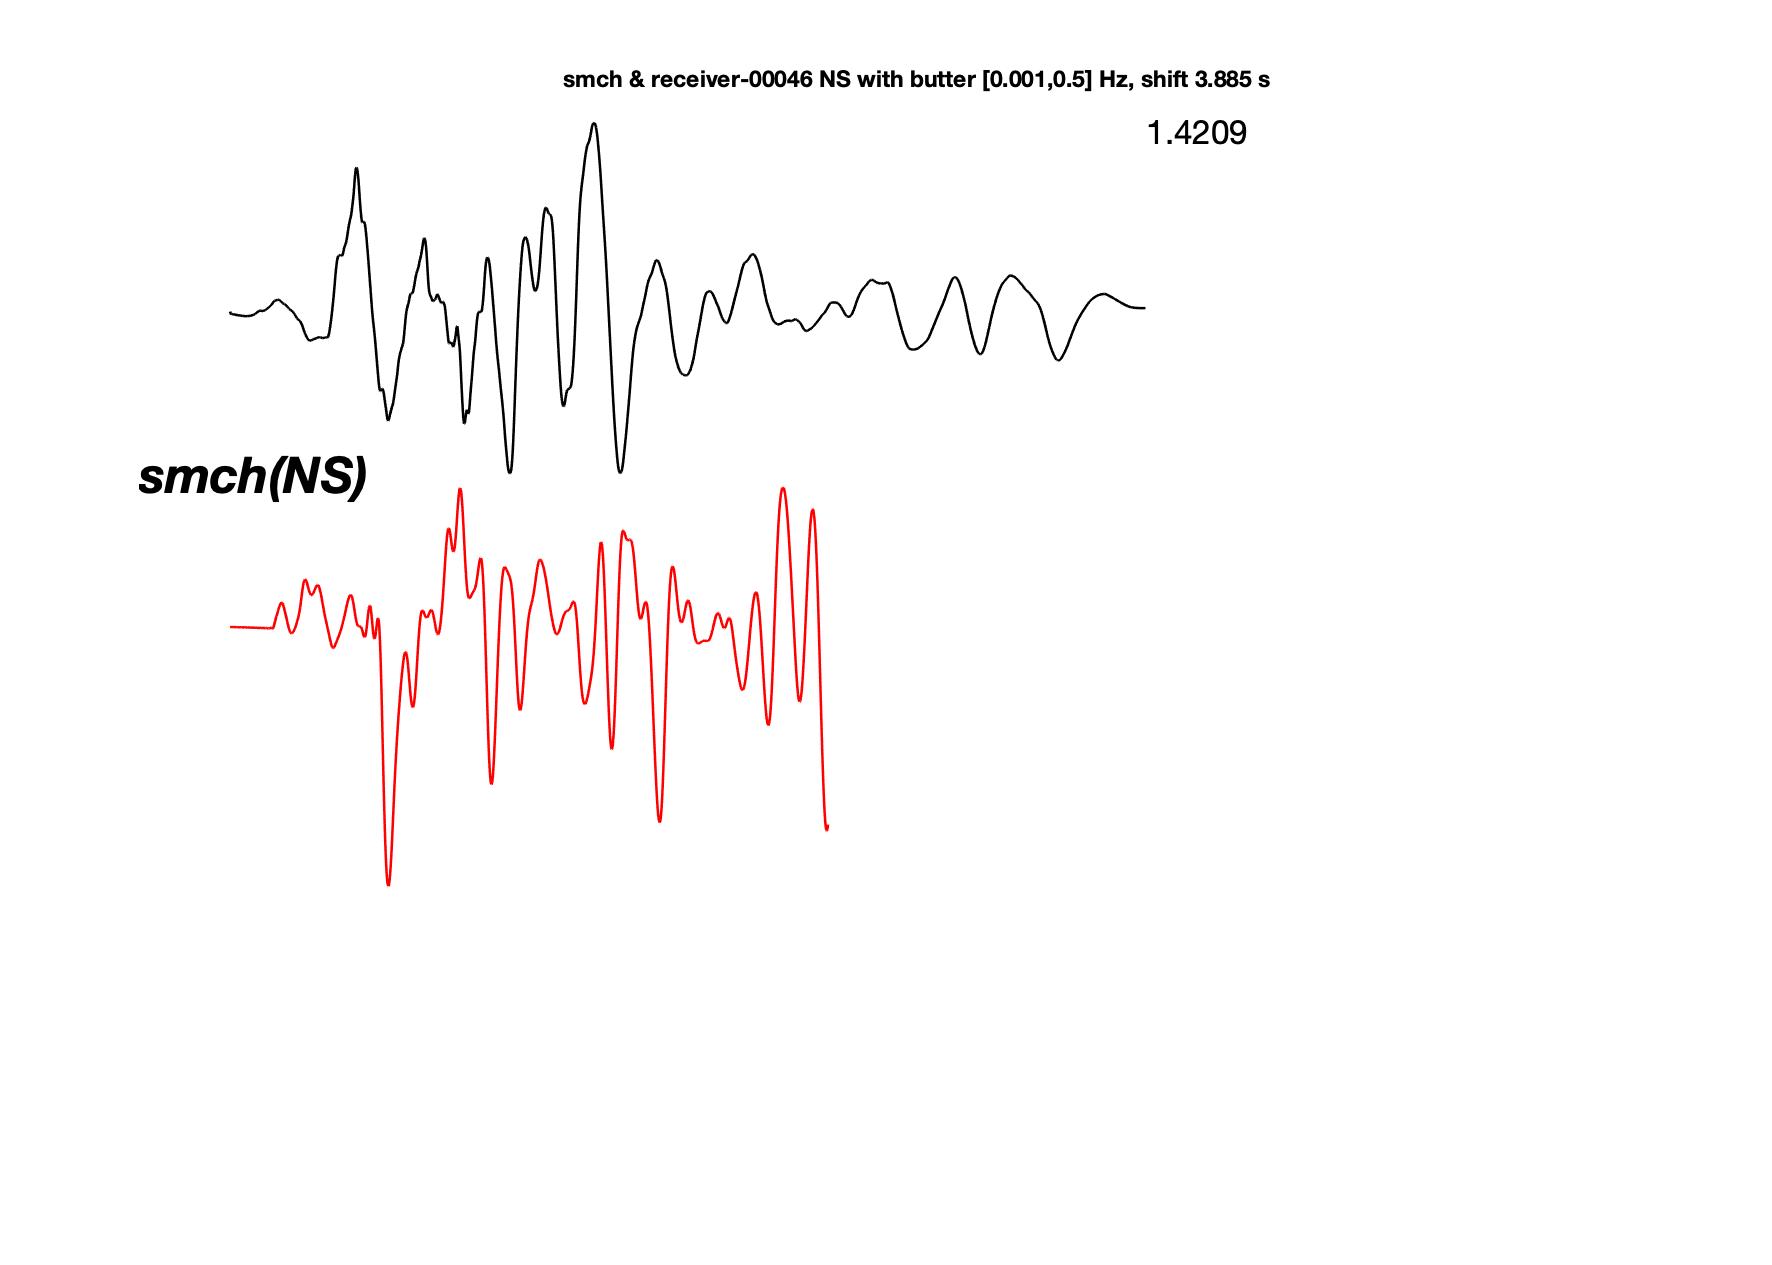 smch & receiver-00046 NS with butter [0.001,0.5] Hz, shift 3.885 s
1.4209
smch(NS)